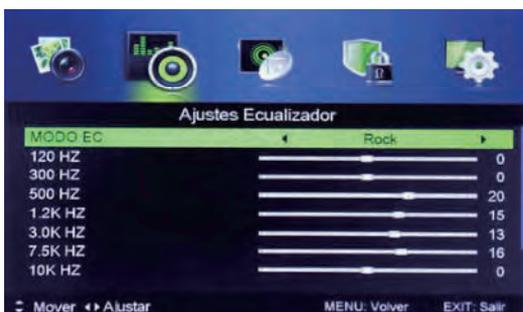 Ajustes Ecualizador
MODO EC Rock
120 HZ 0
300 HZ 0
500 HZ 20
1.2K HZ 15
3.0K HZ 13
7.5K HZ 16
10K HZ 0
Mover Ajustar MENU: Volver EXIT: Salir